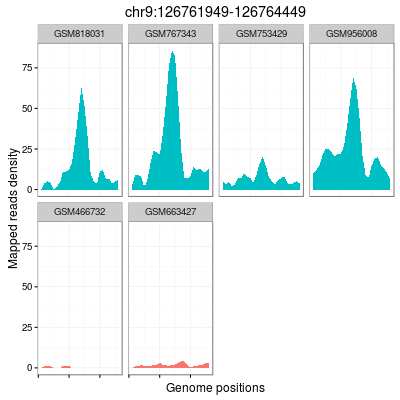 chr9:126761949-126764449
GSM818031 GSM767343 GSM753429 GSM956008
75
50
25
0
Mapped reads density
GSM466732 GSM663427
75
50
25
0
Genome positions